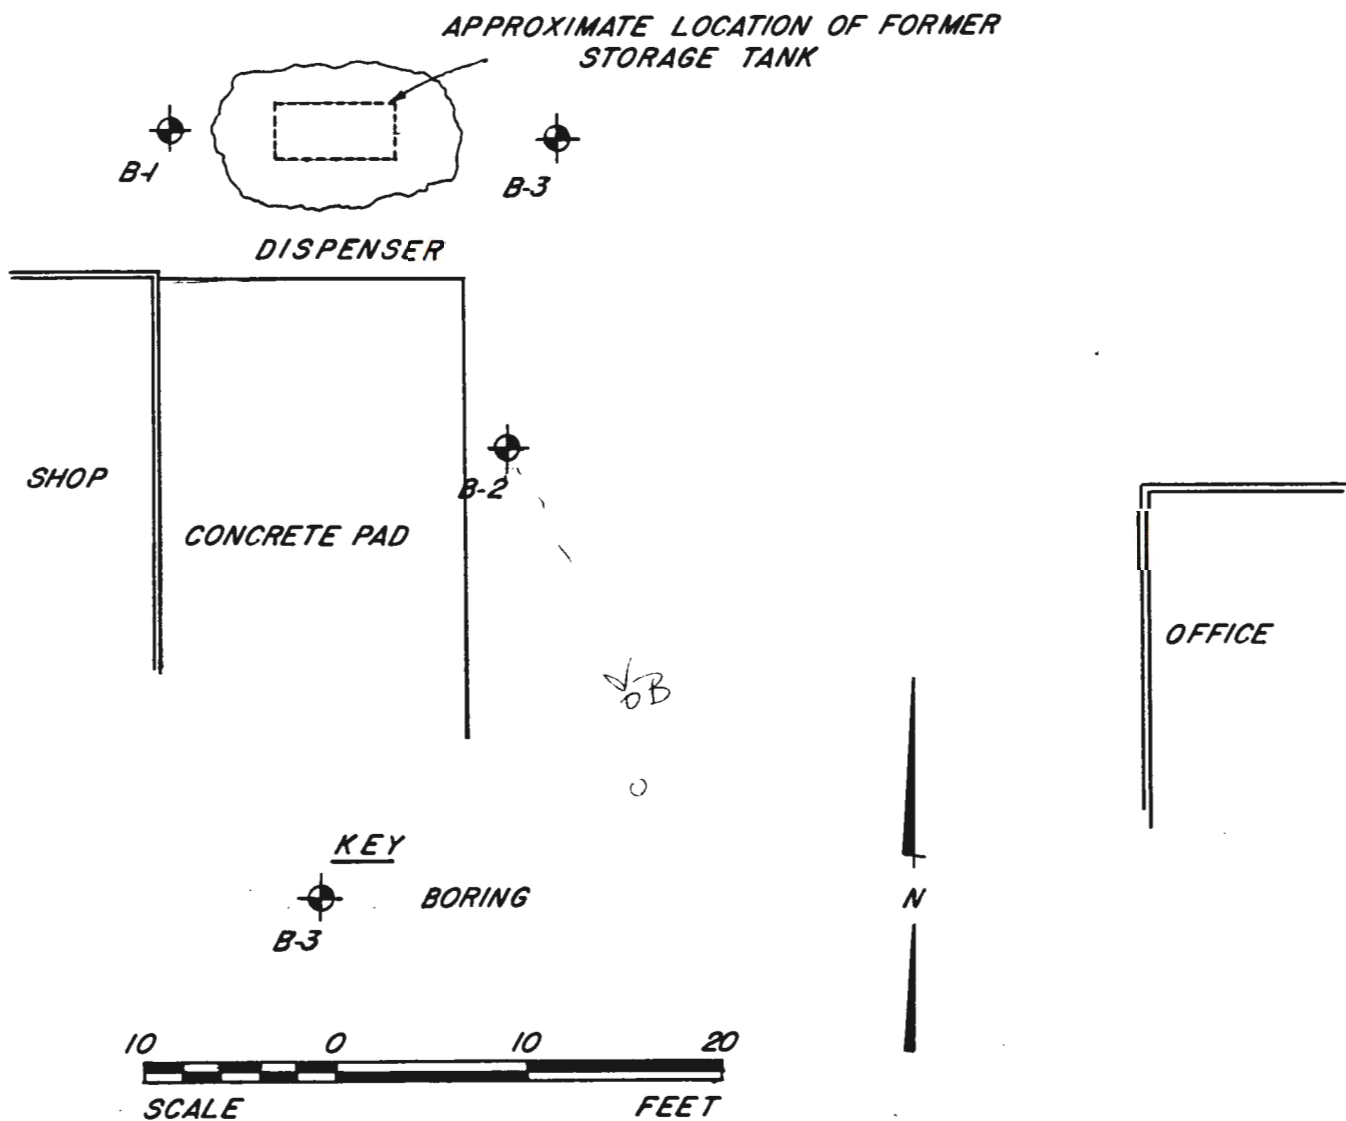 APPROXIMATE LOCATION OF FORMER
STORAGE TANK
B-1
B-3
DISPENSER
SHOP
B-2
CONCRETE PAD
OFFICE
OB
O
KEY
BORING
B-3
N
10 0 10 20
SCALE FEET